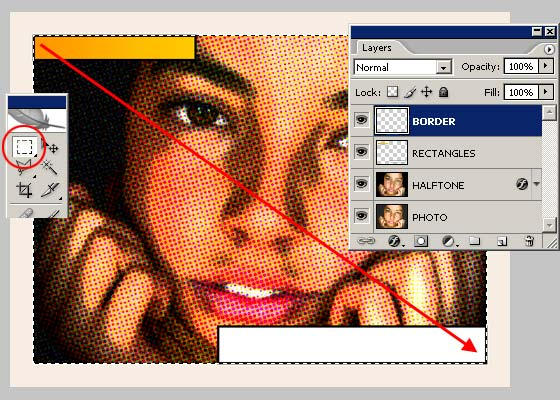 Layers
Normal
Opacity: 100%
Lock:
Fill: 100%
BORDER
RECTANGLES
HALFTONE
PHOTO